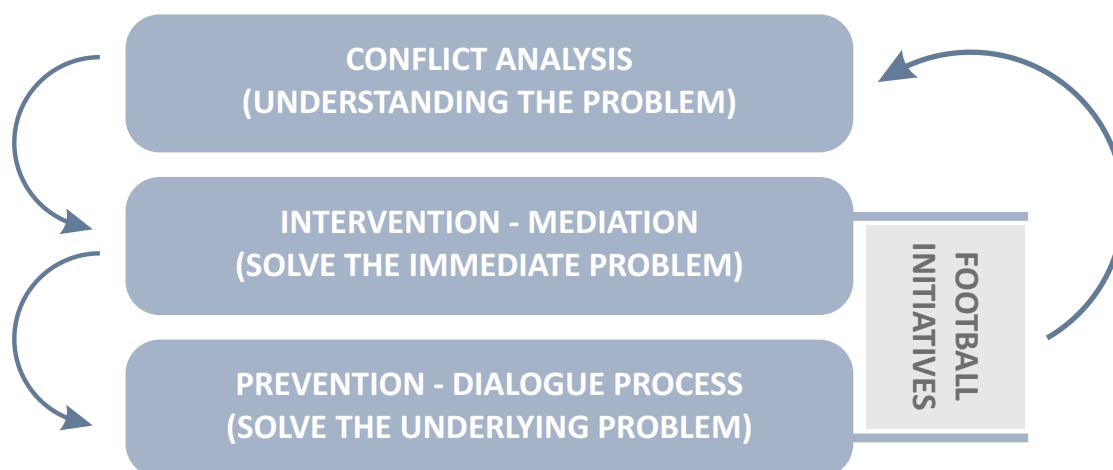 CONFLICT ANALYSIS
(UNDERSTANDING THE PROBLEM)
INTERVENTION - MEDIATION
(SOLVE THE IMMEDIATE PROBLEM)
FOOTBALL
INITIATIVES
PREVENTION - DIALOGUE PROCESS
(SOLVE THE UNDERLYING PROBLEM)